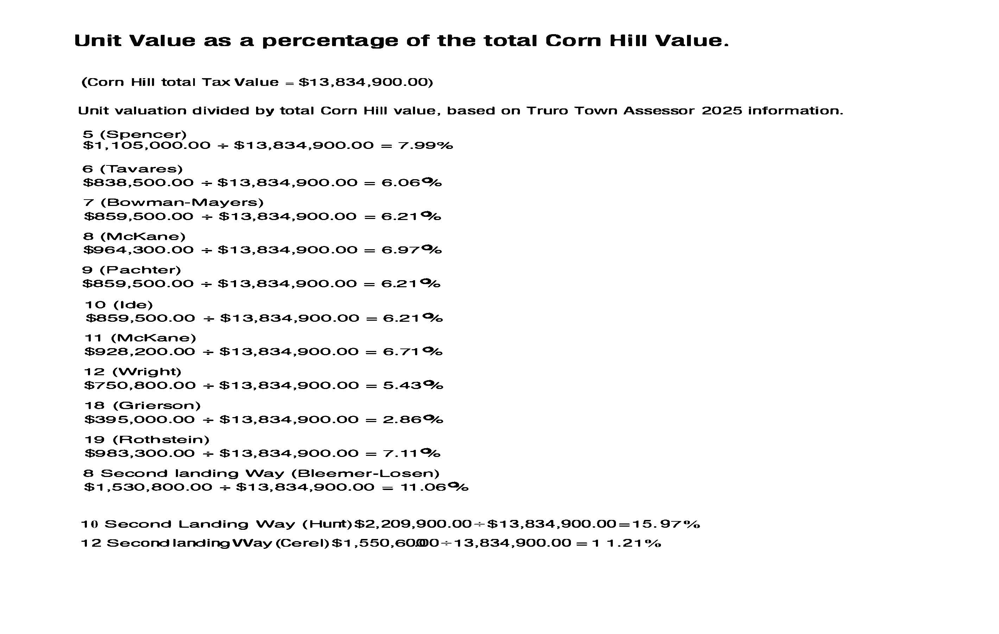 Unit Value as a percentage of the total Corn Hill Value.
(Corn Hill total Tax Value = $13,834,900.00)
Unit valuation divided by total Corn Hill value, based on Truro Town Assessor 2025 information.
5 (Spencer)
$1,105,000.00 ÷ $13,834,900.00 = 7.99%
6 (Tavares)
$838,500.00 ÷ $13,834,900.00 = 6.06%
7 (Bowman-Mayers)
$859,500.00 ÷ $13,834,900.00 = 6.21%
8 (McKane)
$964,300.00 ÷ $13,834,900.00 = 6.97%
9 (Pachter)
$859,500.00 ÷ $13,834,900.00 = 6.21%
10 (Ide)
$859,500.00 ÷ $13,834,900.00 = 6.21%
11 (McKane)
$928,200.00 ÷ $13,834,900.00 = 6.71%
12 (Wright)
$750,800.00 ÷ $13,834,900.00 = 5.43%
18 (Grierson)
$395,000.00 ÷ $13,834,900.00 = 2.86%
19 (Rothstein)
$983,300.00 ÷ $13,834,900.00 = 7.11%
8 Second landing Way (Bleemer-Losen)
$1,530,800.00 ÷ $13,834,900.00 = 11.06%
10 Second Landing Way (Hunt) $2,209,900.00÷$13,834,900.00=15.97%
12 Second landing Way (Cerel) $1,550,600.00÷13,834,900.00 = 11.21%